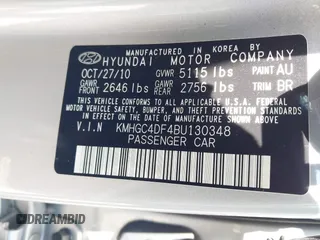 MANUFACTURED IN KOREA BY
HYUNDAI MOTOR COMPANY
OCT/27/10 GVWR 5115 lbs PAINT AU
GAWR FRONT 2646 lbs GAWR REAR 2756 lbs TRIM BR
THIS VEHICLE CONFORMS TO ALL APPLICABLE U.S. FEDERAL
MOTOR VEHICLE SAFETY, BUMPER, AND THEFT
PREVENTION STANDARDS IN EFFECT ON THE DATE OF
MANUFACTURE SHOWN ABOVE.
V.I.N KMHGC4DF4BU130348
PASSENGER CAR
DREAMBID